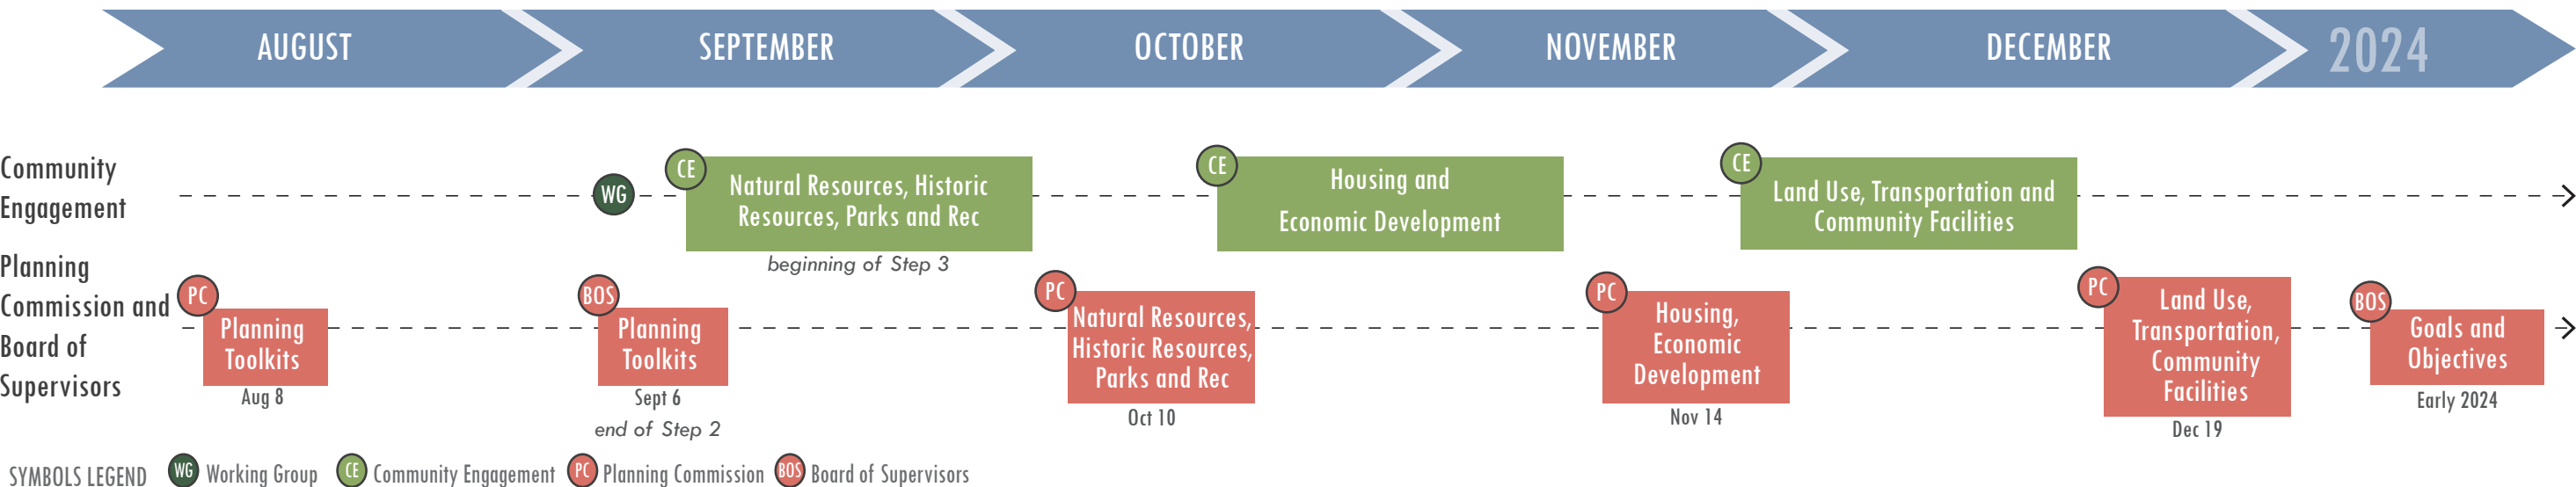 AUGUST
SEPTEMBER
OCTOBER
NOVEMBER
DECEMBER
2024
Community
Engagement
WG
CE
Natural Resources, Historic
Resources, Parks and Rec
beginning of Step 3
CE
Housing and
Economic Development
CE
Land Use, Transportation and
Community Facilities
Planning
Commission and
Board of
Supervisors
PC
Planning
Toolkits
Aug 8
BOS
Planning
Toolkits
Sept 6
end of Step 2
PC
Natural Resources,
Historic Resources,
Parks and Rec
Oct 10
PC
Housing,
Economic
Development
Nov 14
PC
Land Use,
Transportation,
Community
Facilities
Dec 19
BOS
Goals and
Objectives
Early 2024
SYMBOLS LEGEND
WG Working Group
CE Community Engagement
PC Planning Commission
BOS Board of Supervisors